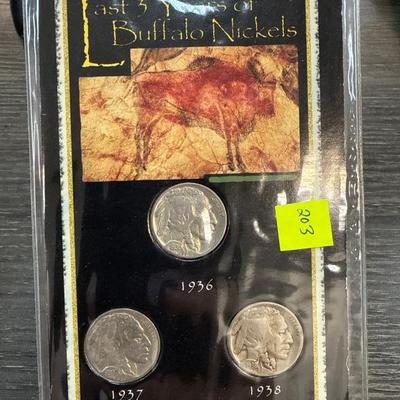 Last 3 Years of
Buffalo Nickels
203
1936
1937
1938